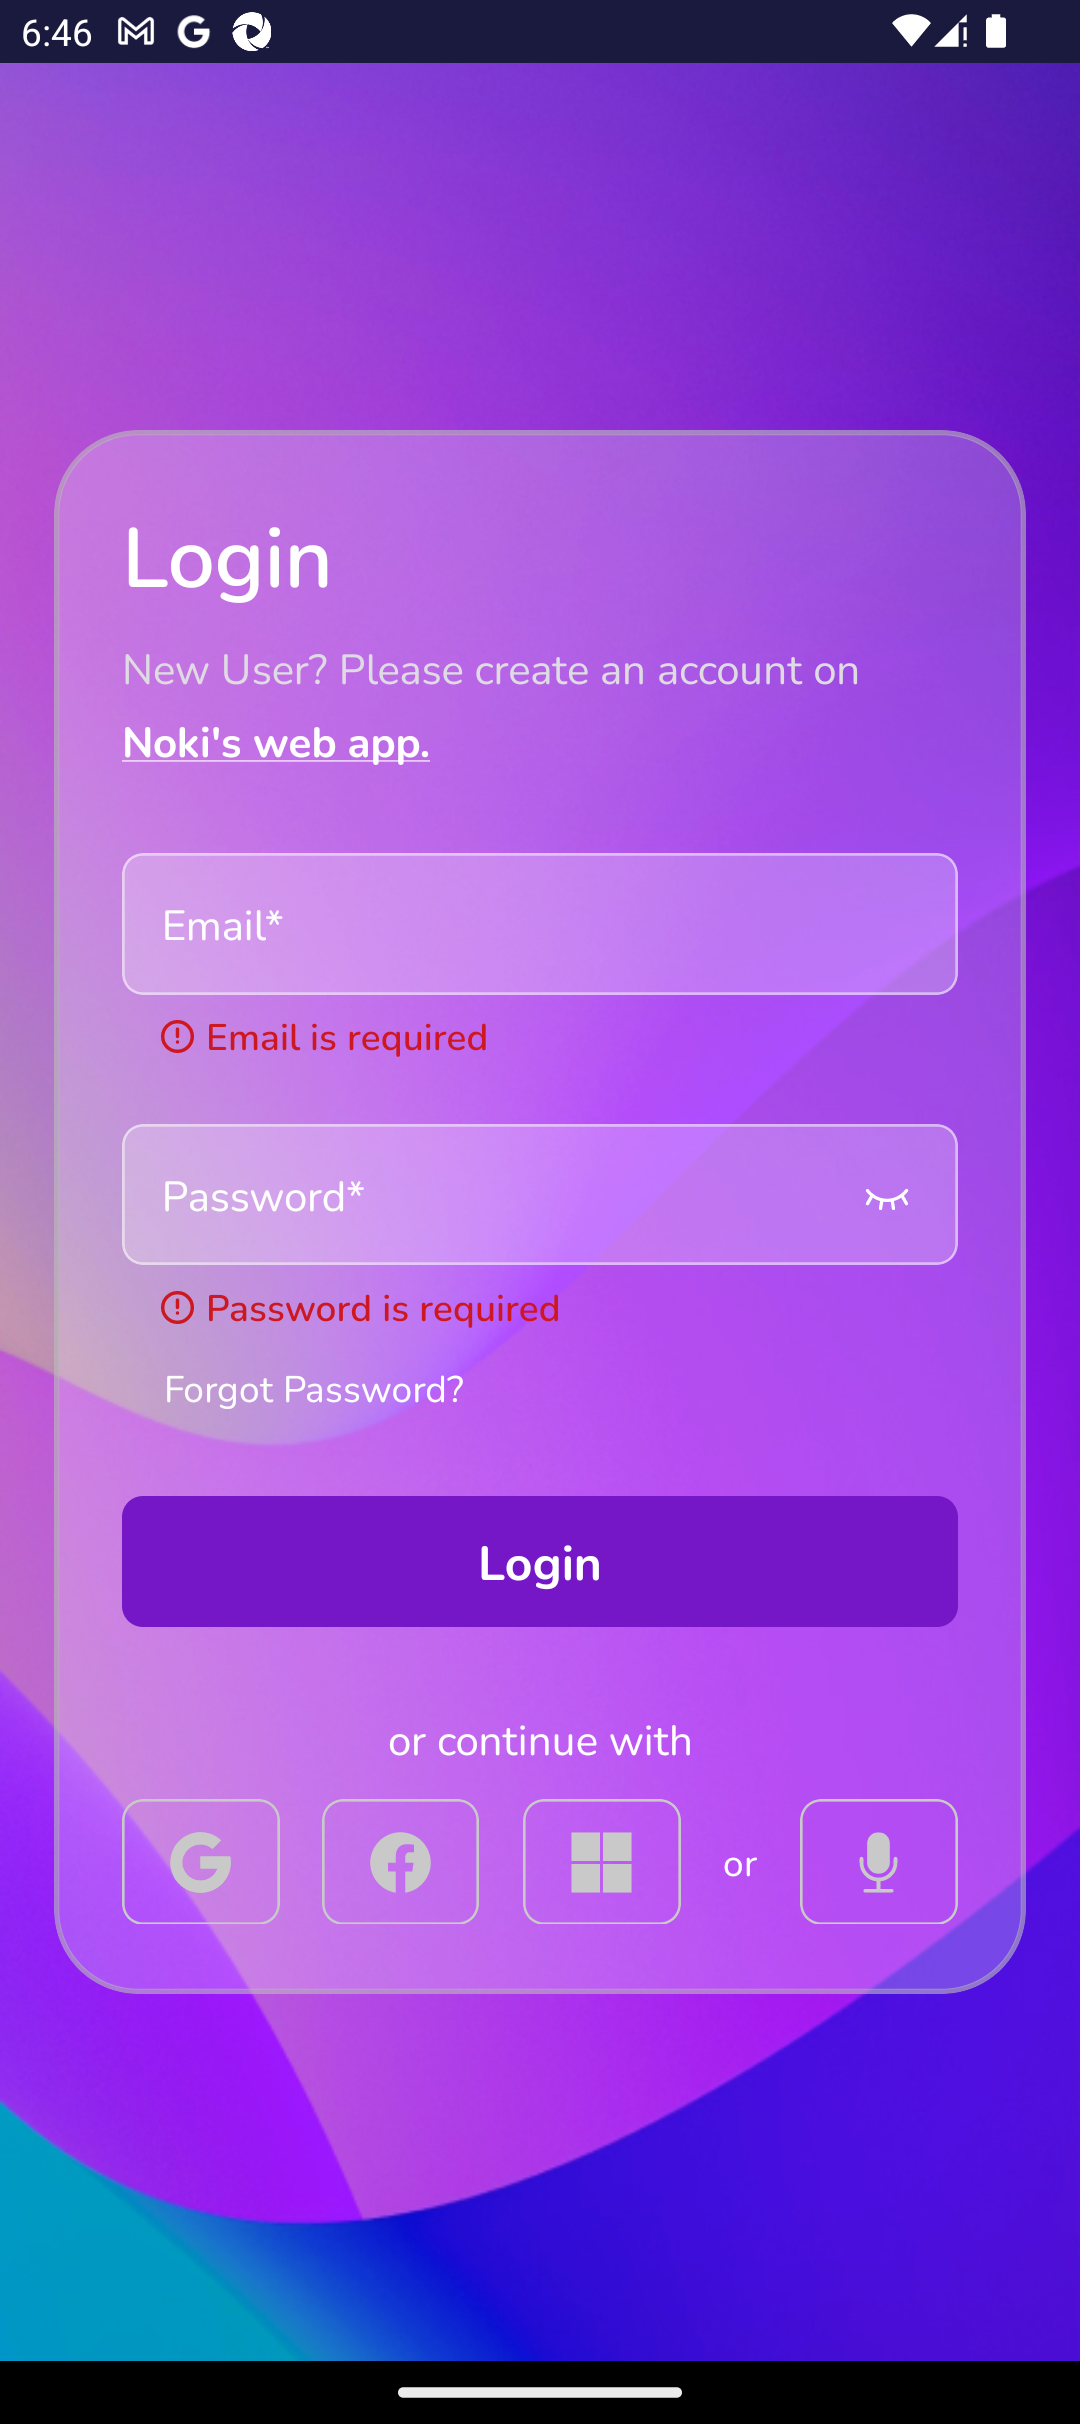 6:46
Login
New User? Please create an account on
Noki's web app.
Email*
Email is required
Password*
Password is required
Forgot Password?
Login
or continue with
or